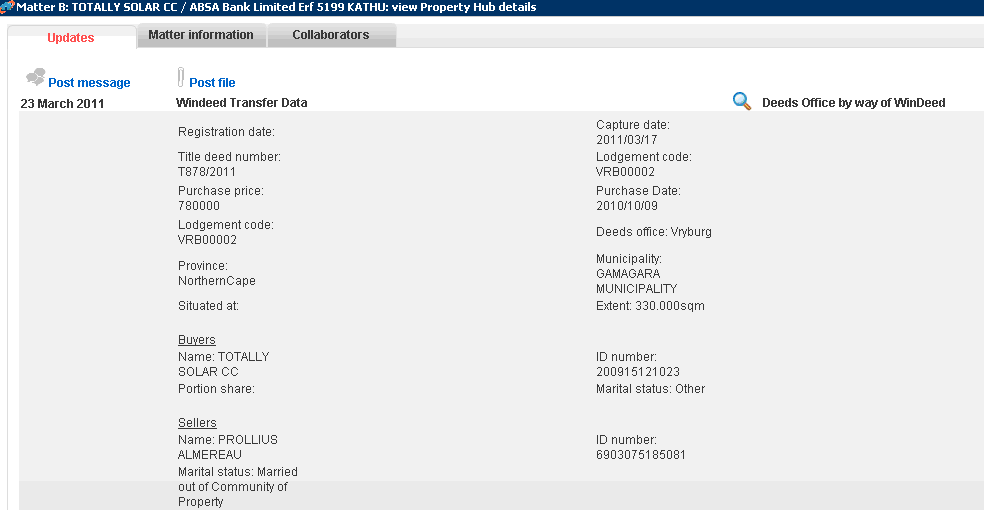 Matter B: TOTALLY SOLAR CC / ABSA Bank Limited Erf 5199 KATHU: view Property Hub details
Updates
Matter information
Collaborators
Post message
Post file
23 March 2011
Windeed Transfer Data
Deeds Office by way of WinDeed
Registration date:
Capture date:
2011/03/17
Title deed number:
T878/2011
Lodgement code:
VRB00002
Purchase price:
780000
Purchase Date:
2010/10/09
Lodgement code:
VRB00002
Deeds office: Vryburg
Province:
NorthernCape
Municipality:
GAMAGARA
MUNICIPALITY
Situated at:
Extent: 330.000sqm
Buyers
Name: TOTALLY
SOLAR CC
ID number:
200915121023
Portion share:
Marital status: Other
Sellers
Name: PROLLIUS
ALMEREAU
ID number:
6903075185081
Marital status: Married
out of Community of
Property